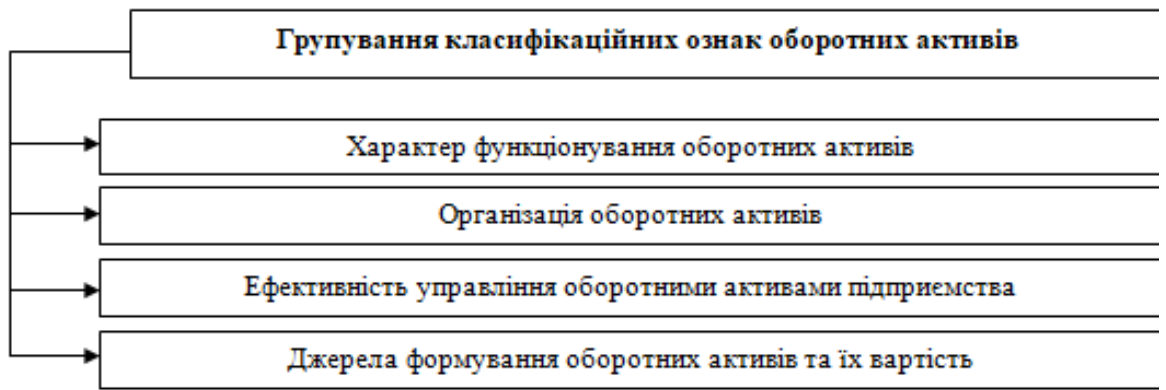 Групування класифікаційних ознак оборотних активів
Характер функціонування оборотних активів
Організація оборотних активів
Ефективність управління оборотними активами підприємства
Джерела формування оборотних активів та їх вартість